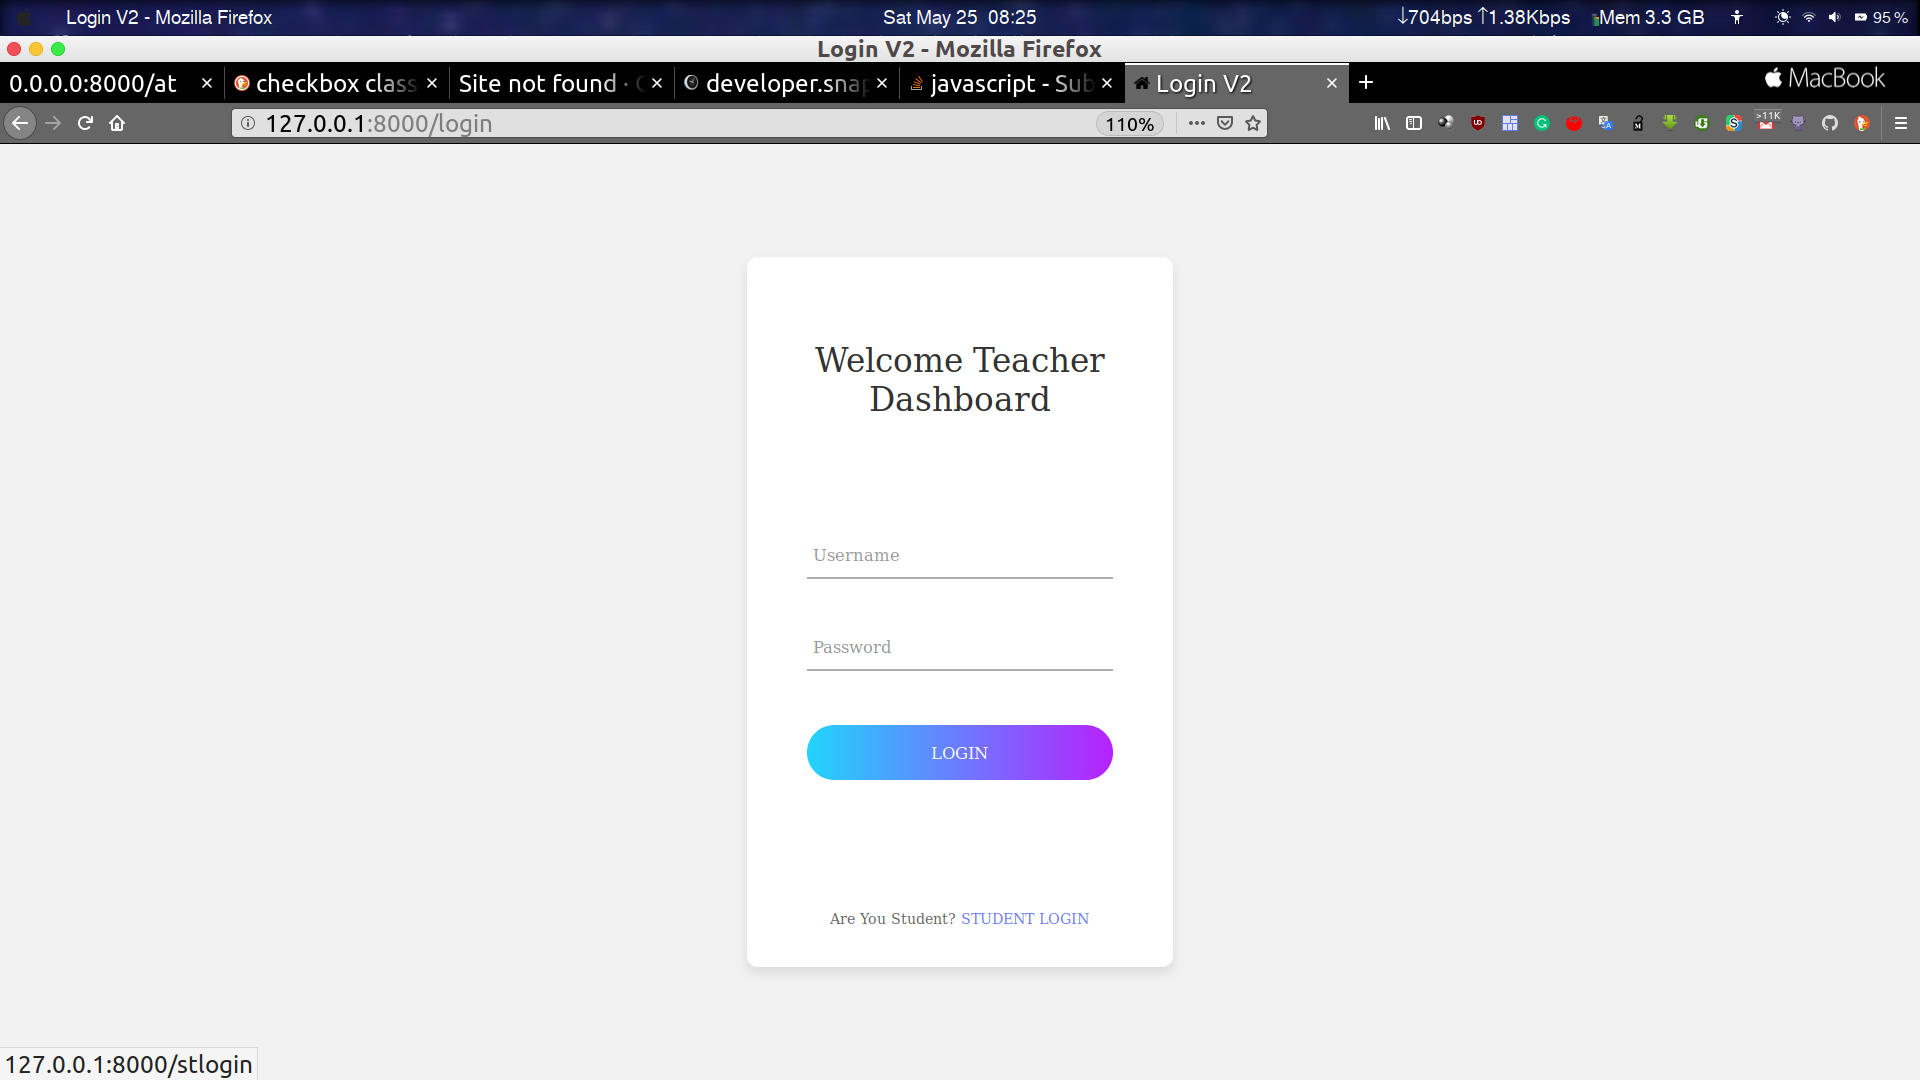 Login V2 - Mozilla Firefox
Sat May 25 08:25
↓704bps ↑1.38Kbps
Mem 3.3 GB
95 %
Login V2 - Mozilla Firefox
0.0.0.0:8000/at
checkbox class
Site not found ·
developer.snap
javascript - Sub
Login V2
MacBook
127.0.0.1:8000/login
110%
>11K
Welcome Teacher
Dashboard
Username
Password
LOGIN
Are You Student? STUDENT LOGIN
127.0.0.1:8000/stlogin